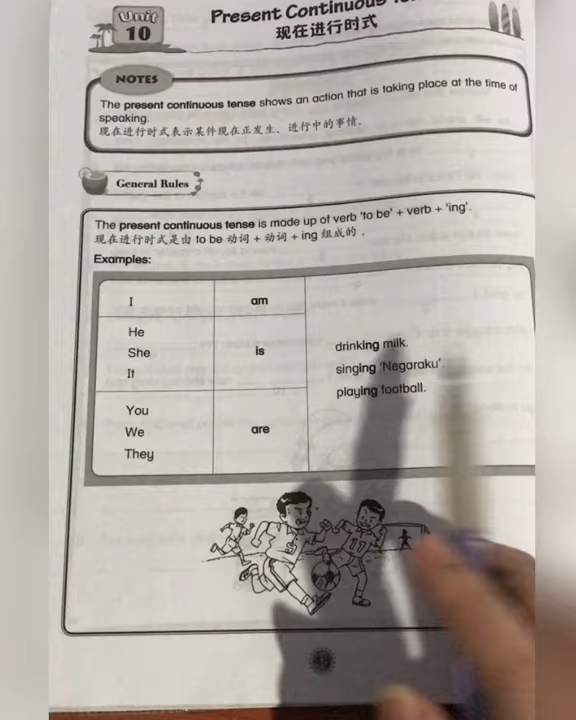 Unit
10
Present Continuous
现在进行时式
NOTES
The present continuous tense shows an action that is taking place at the time of
speaking.
现在进行时式表示某件现在正发生、进行中的事情。
General Rules
The present continuous tense is made up of verb 'to be' + verb + 'ing'.
现在进行时式是由 to be 动词 + 动词 + ing 组成的 .
Examples:
I
am
He
She
It
is
You
We
They
are
drinking milk.
singing 'Negaraku'.
playing football.